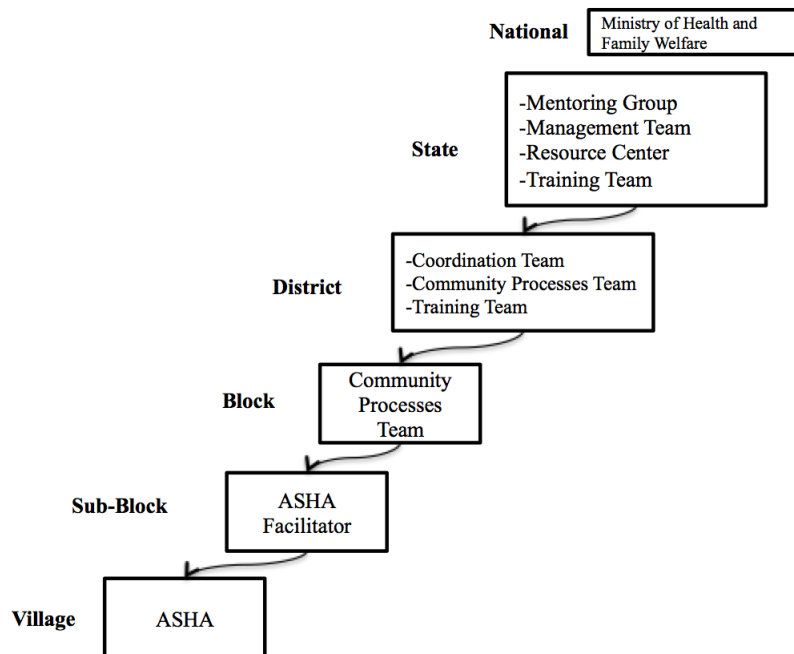 National
Ministry of Health and
Family Welfare
State
-Mentoring Group
-Management Team
-Resource Center
-Training Team
District
-Coordination Team
-Community Processes Team
-Training Team
Block
Community
Processes
Team
Sub-Block
ASHA
Facilitator
Village
ASHA